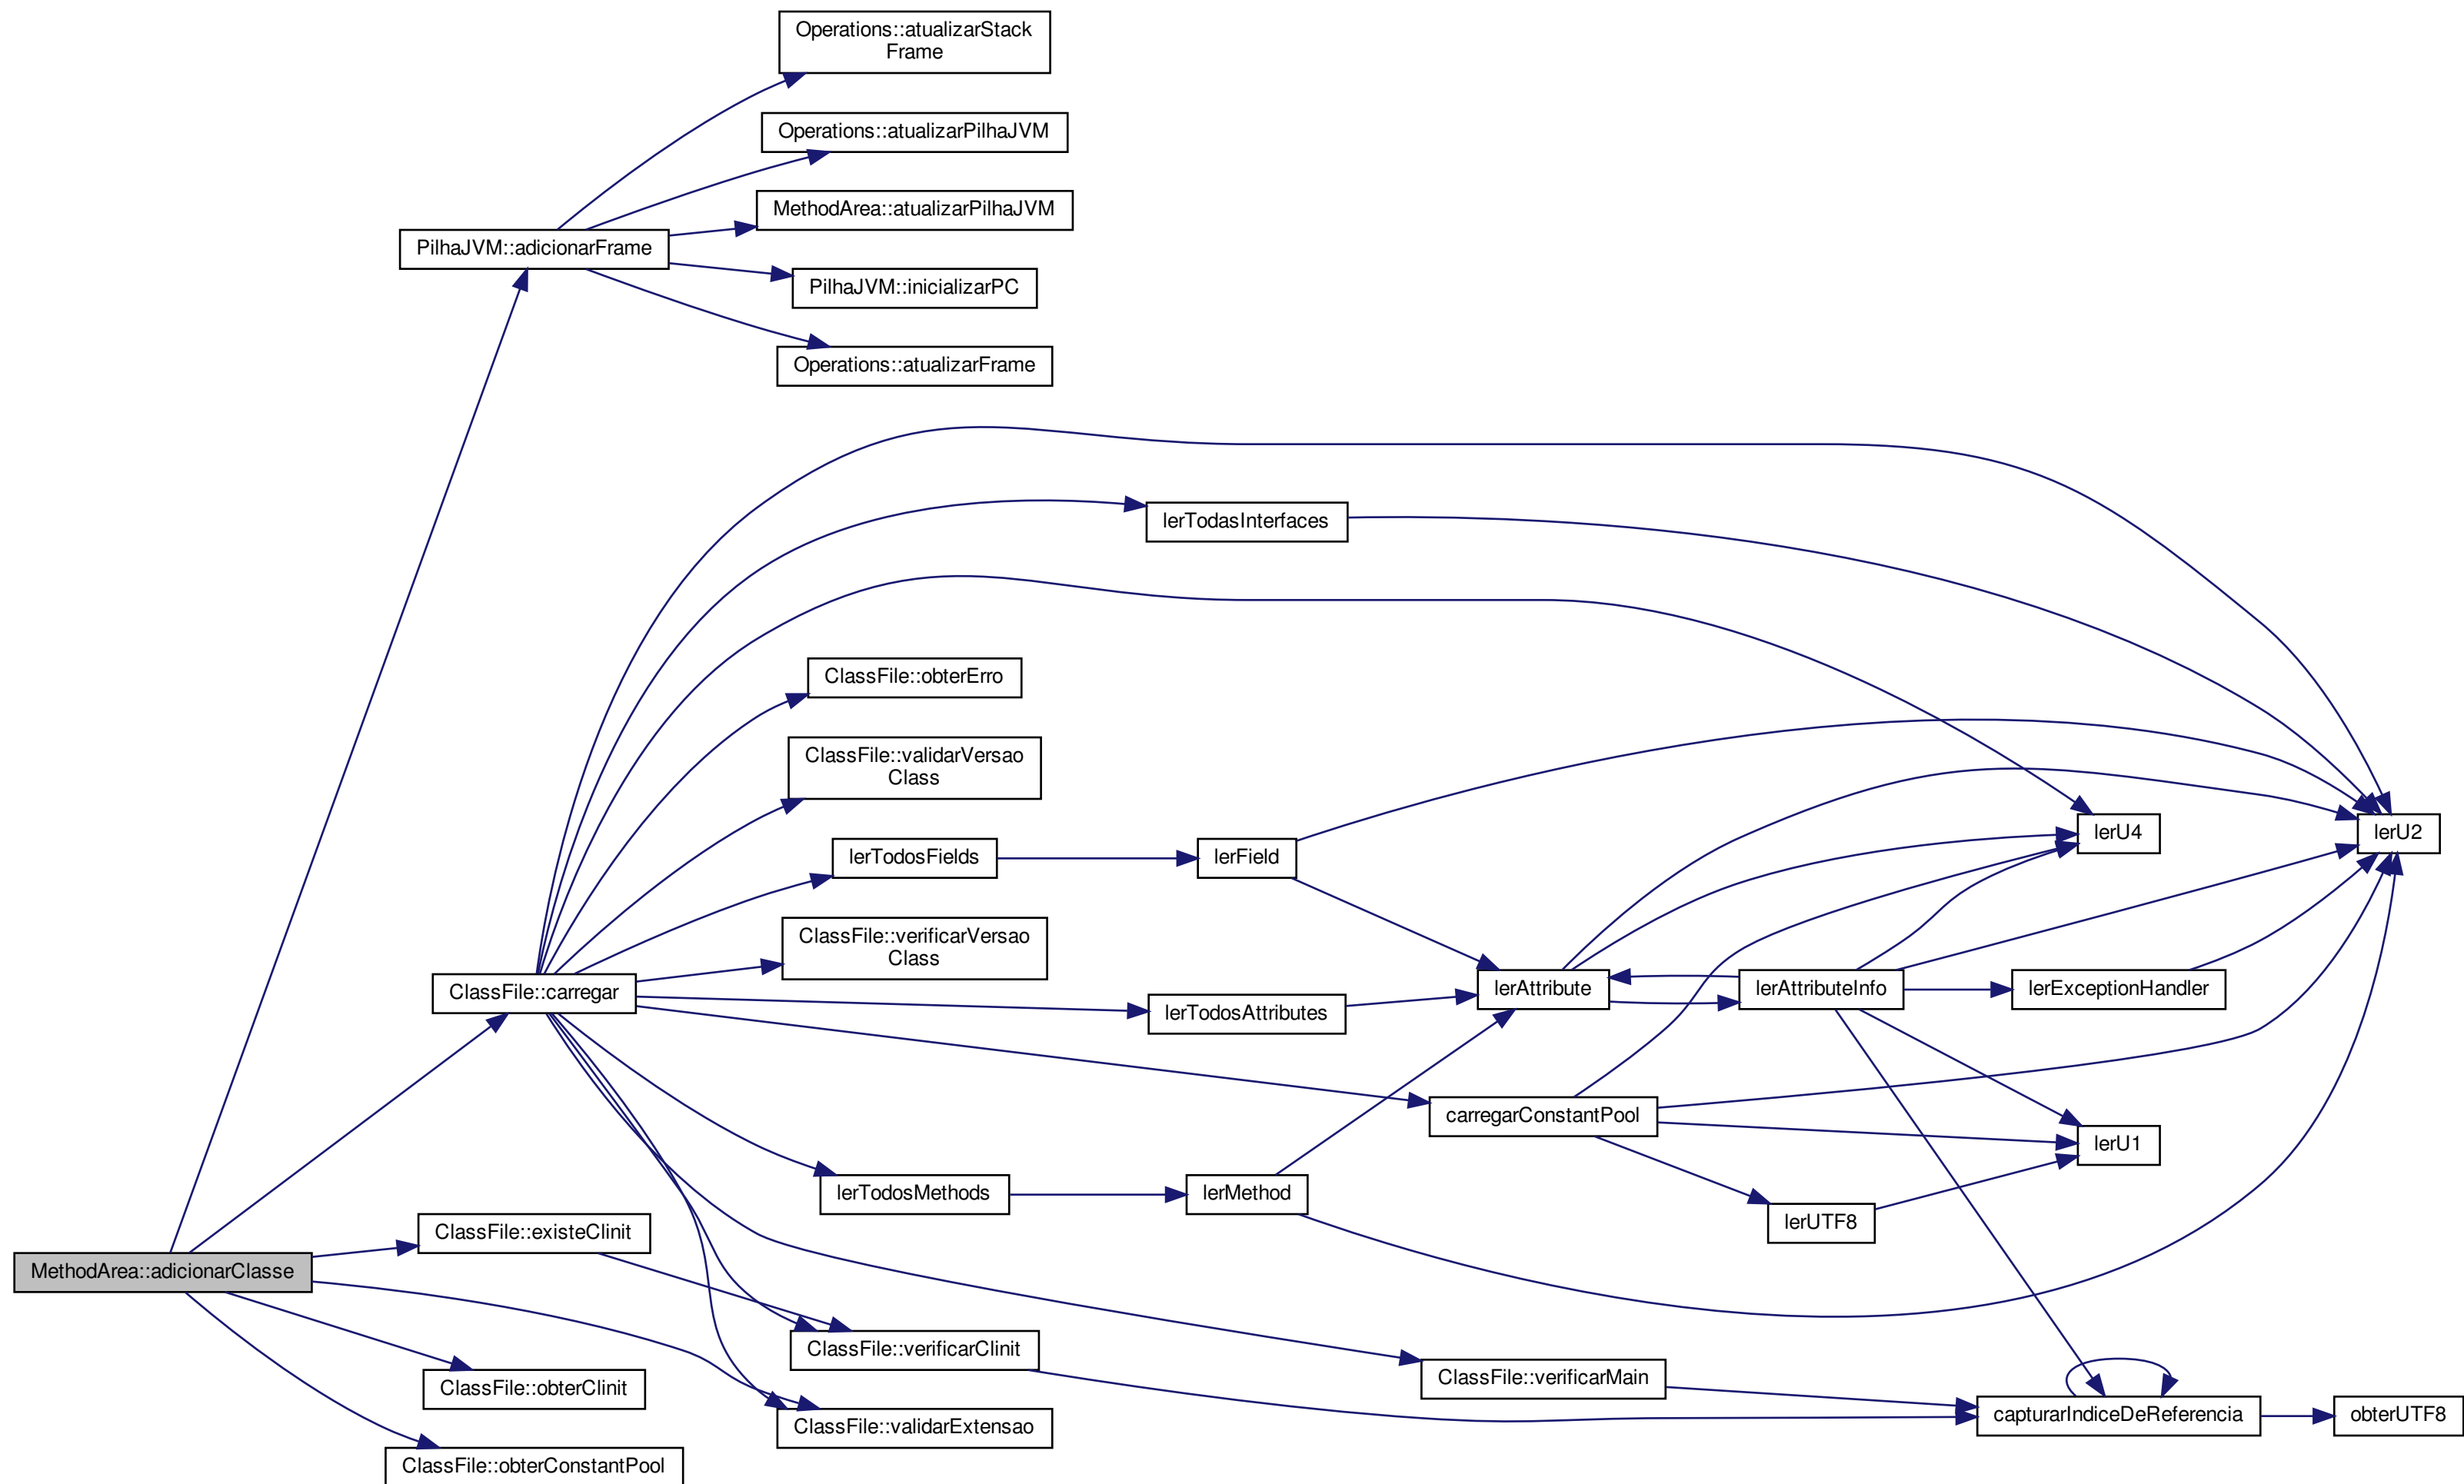 Operations::atualizarStack
Frame
Operations::atualizarPilhaJVM
MethodArea::atualizarPilhaJVM
PilhaJVM::adicionarFrame
PilhaJVM::inicializarPC
Operations::atualizarFrame
lerTodasInterfaces
ClassFile::obterErro
ClassFile::validarVersao
Class
lerU4
lerU2
lerTodosFields
lerField
ClassFile::verificarVersao
Class
ClassFile::carregar
lerAttribute
lerAttributeInfo
lerExceptionHandler
lerTodosAttributes
carregarConstantPool
lerU1
lerTodosMethods
lerMethod
lerUTF8
ClassFile::existeClinit
MethodArea::adicionarClasse
ClassFile::verificarClinit
ClassFile::verificarMain
ClassFile::obterClinit
capturarIndiceDeReferencia
obterUTF8
ClassFile::validarExtensao
ClassFile::obterConstantPool